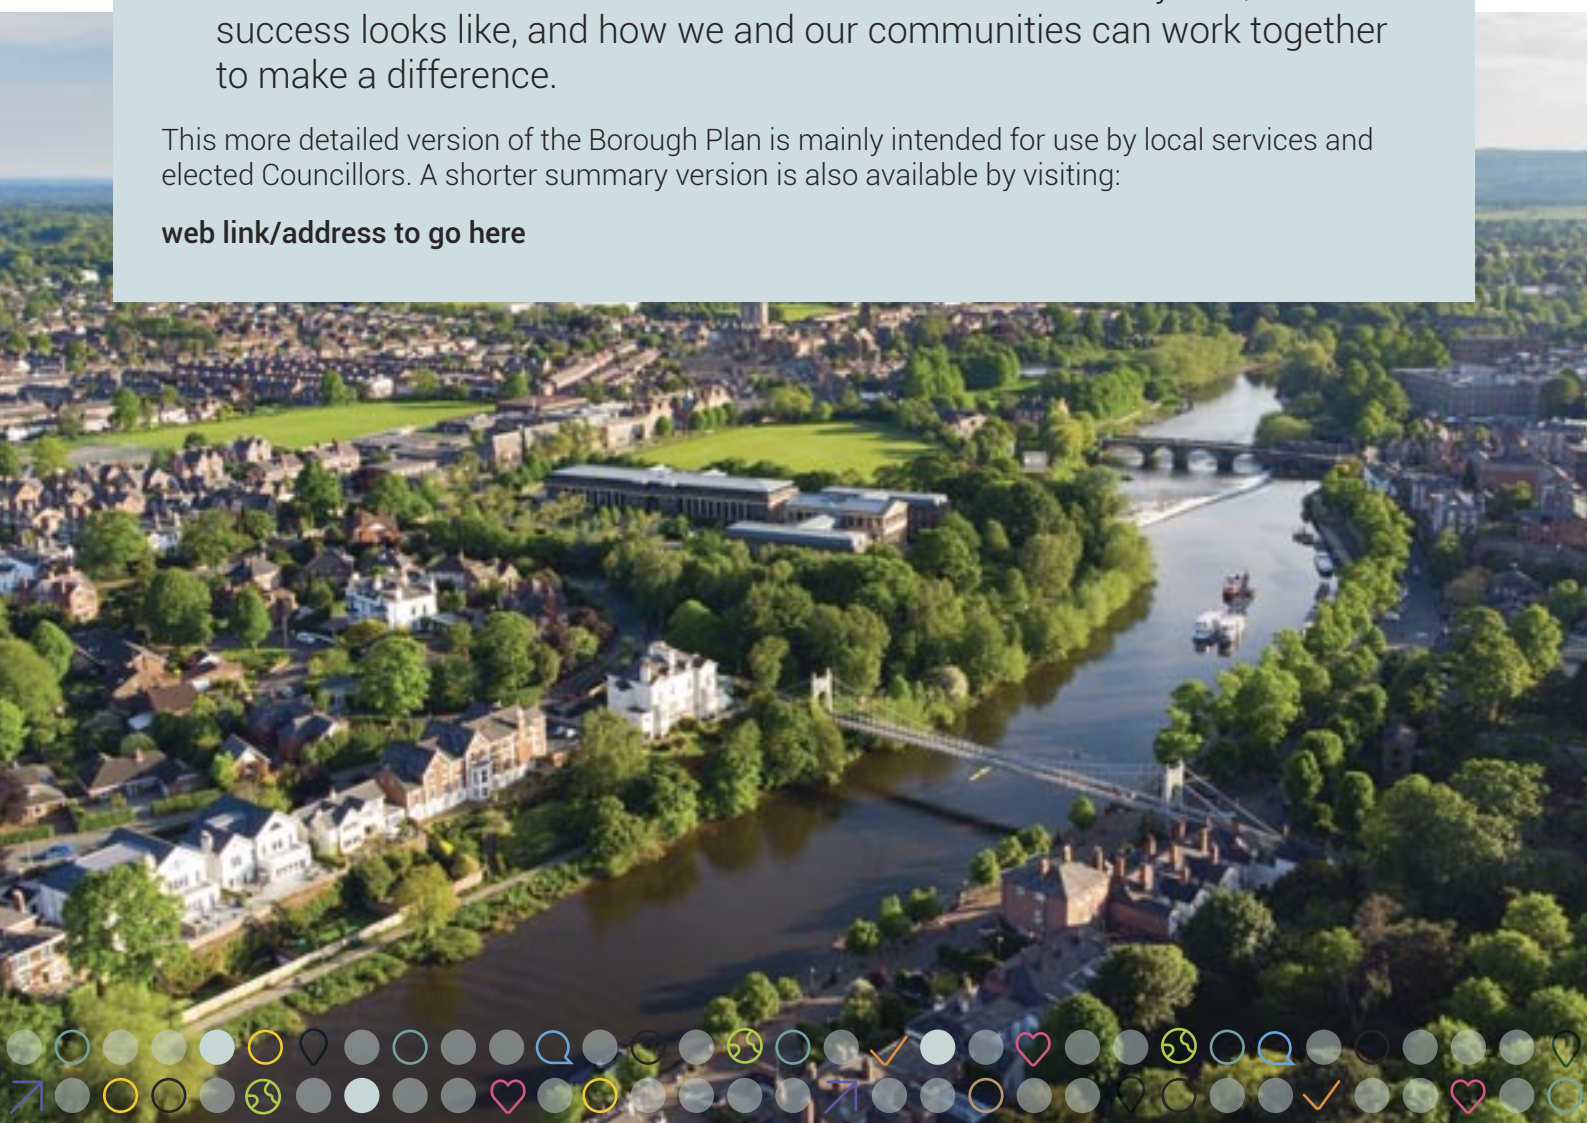 success looks like, and how we and our communities can work together
to make a difference.
This more detailed version of the Borough Plan is mainly intended for use by local services and
elected Councillors. A shorter summary version is also available by visiting:
web link/address to go here